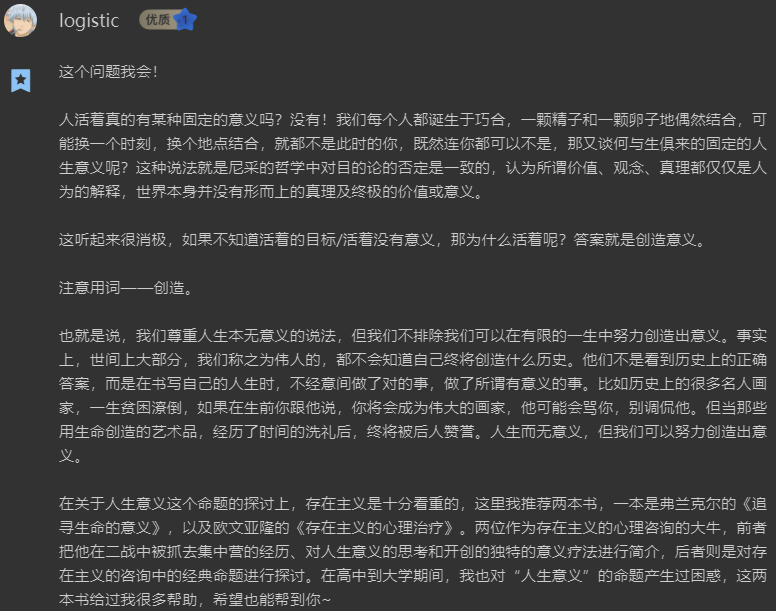 logistic 优质 1
这个问题我会！
人活着真的有某种固定的意义吗？没有！我们每个人都诞生于巧合，一颗精子和一颗卵子地偶然结合，可
能换一个时刻，换个地点结合，就都不是此时的你，既然连你都可以不是，那又谈何与生俱来的固定的人
生意义呢？这种说法就是尼采的哲学中对目的论的否定是一致的，认为所谓价值、观念、真理都仅仅是人
为的解释，世界本身并没有形而上的真理及终极的价值或意义。
这听起来很消极，如果不知道活着的目标/活着没有意义，那为什么活着呢？答案就是创造意义。
注意用词——创造。
也就是说，我们尊重人生本无意义的说法，但我们不排除我们可以在有限的一生中努力创造出意义。事实
上，世间上大部分，我们称之为伟人的，都不会知道自己终将创造什么历史。他们不是看到历史上的正确
答案，而是在书写自己的人生时，不经意间做了对的事，做了所谓有意义的事。比如历史上的很多名人画
家，一生贫困潦倒，如果在生前你跟他说，你将会成为伟大的画家，他可能会骂你，别调侃他。但当那些
用生命创造的艺术品，经历了时间的洗礼后，终将被后人赞誉。人生而无意义，但我们可以努力创造出意
义。
在关于人生意义这个命题的探讨上，存在主义是十分看重的，这里我推荐两本书，一本是弗兰克尔的《追
寻生命的意义》，以及欧文亚隆的《存在主义的心理治疗》。两位作为存在主义的心理咨询的大牛，前者
把他在二战中被抓去集中营的经历、对人生意义的思考和开创的独特的意义疗法进行简介，后者则是对存
在主义的咨询中的经典命题进行探讨。在高中到大学期间，我也对“人生意义”的命题产生过困惑，这两
本书给过我很多帮助，希望也能帮到你~